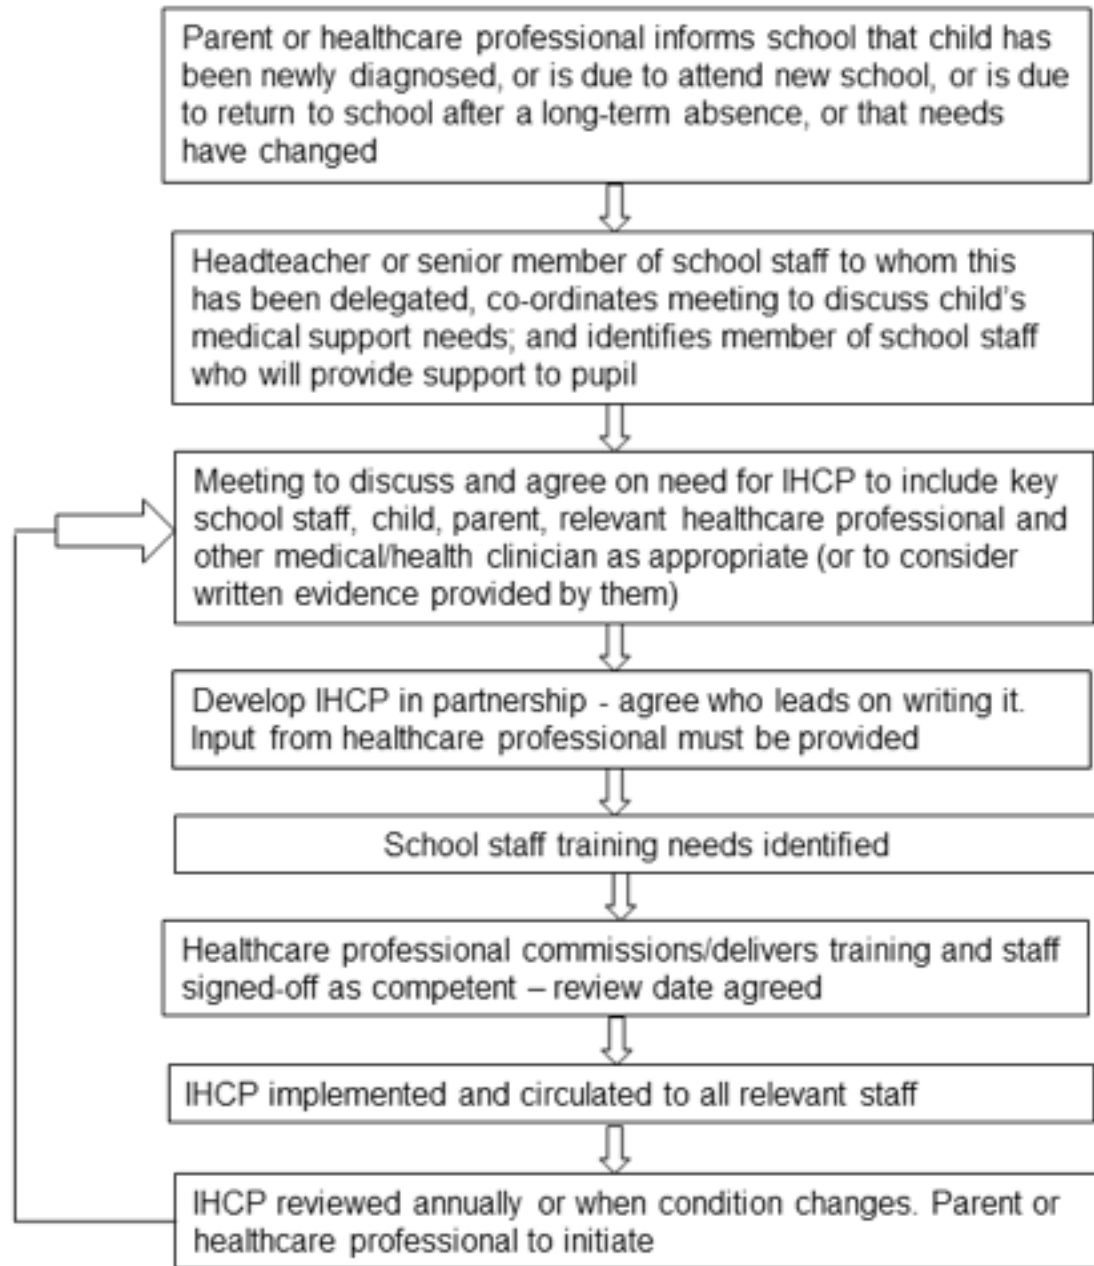 Parent or healthcare professional informs school that child has
been newly diagnosed, or is due to attend new school, or is due
to return to school after a long-term absence, or that needs
have changed
Headteacher or senior member of school staff to whom this
has been delegated, co-ordinates meeting to discuss child's
medical support needs; and identifies member of school staff
who will provide support to pupil
Meeting to discuss and agree on need for IHCP to include key
school staff, child, parent, relevant healthcare professional and
other medical/health clinician as appropriate (or to consider
written evidence provided by them)
Develop IHCP in partnership - agree who leads on writing it.
Input from healthcare professional must be provided
School staff training needs identified
Healthcare professional commissions/delivers training and staff
signed-off as competent – review date agreed
IHCP implemented and circulated to all relevant staff
IHCP reviewed annually or when condition changes. Parent or
healthcare professional to initiate